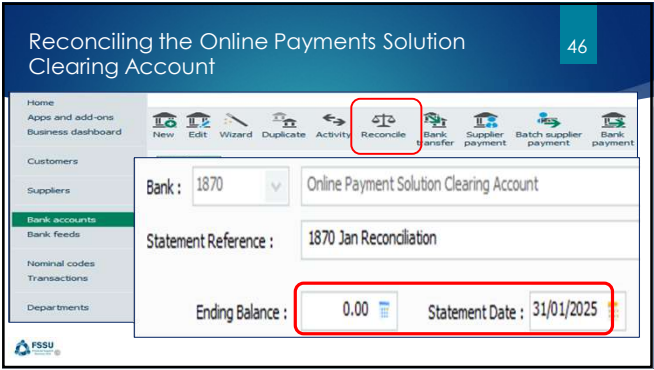 Reconciling the Online Payments Solution
Clearing Account
46
Home
Apps and add-ons
Business dashboard
Customers
Suppliers
Bank accounts
Bank feeds
Nominal codes
Transactions
Departments
New Edit Wizard Duplicate Activity Reconcile Bank transfer Supplier payment Batch supplier payment Bank payment
Bank : 1870 Online Payment Solution Clearing Account
Statement Reference : 1870 Jan Reconciliation
Ending Balance : 0.00 Statement Date : 31/01/2025
FSSU